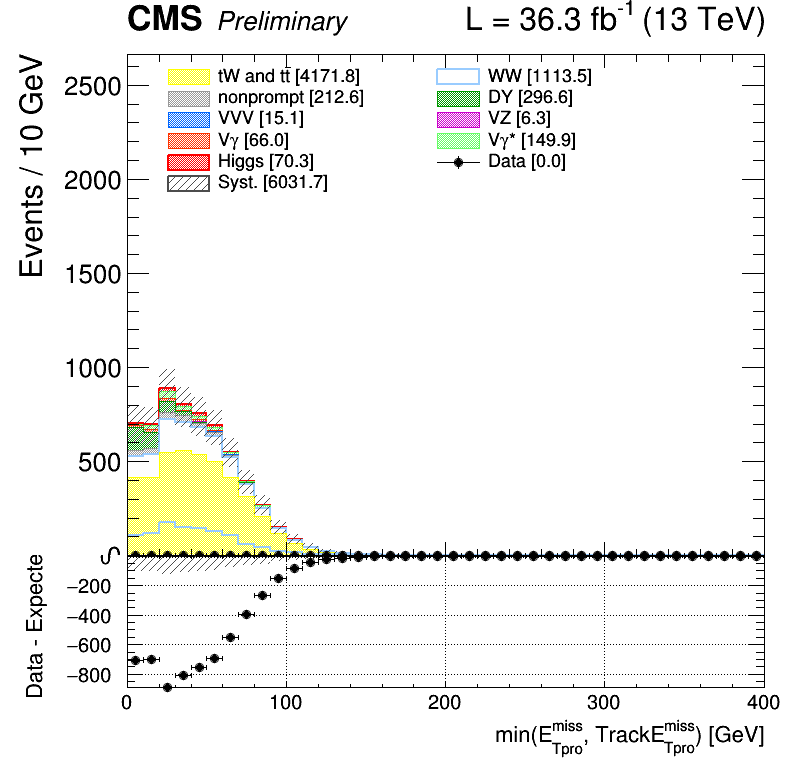 CMS Preliminary L = 36.3 fb⁻¹ (13 TeV)
Events / 10 GeV
2500
2000
1500
1000
500
0
tW and tt̄ [4171.8]
nonprompt [212.6]
VVV [15.1]
Vγ [66.0]
Higgs [70.3]
Syst. [6031.7]
WW [1113.5]
DY [296.6]
VZ [6.3]
Vγ* [149.9]
Data [0.0]
Data - Expecte
0
−200
−400
−600
−800
0 100 200 300 400
min(E_Tpro^miss, TrackE_Tpro^miss) [GeV]